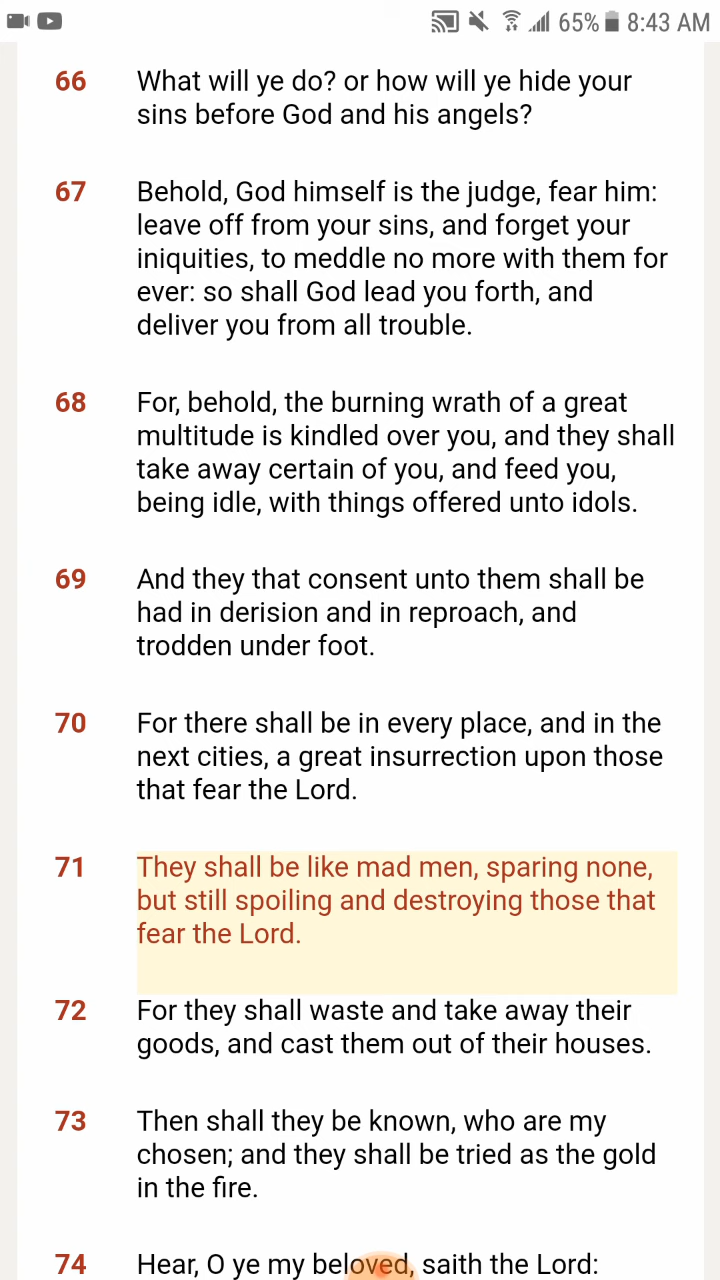 65% 8:43 AM
66 What will ye do? or how will ye hide your
sins before God and his angels?
67 Behold, God himself is the judge, fear him:
leave off from your sins, and forget your
iniquities, to meddle no more with them for
ever: so shall God lead you forth, and
deliver you from all trouble.
68 For, behold, the burning wrath of a great
multitude is kindled over you, and they shall
take away certain of you, and feed you,
being idle, with things offered unto idols.
69 And they that consent unto them shall be
had in derision and in reproach, and
trodden under foot.
70 For there shall be in every place, and in the
next cities, a great insurrection upon those
that fear the Lord.
71 They shall be like mad men, sparing none,
but still spoiling and destroying those that
fear the Lord.
72 For they shall waste and take away their
goods, and cast them out of their houses.
73 Then shall they be known, who are my
chosen; and they shall be tried as the gold
in the fire.
74 Hear, O ye my beloved, saith the Lord: